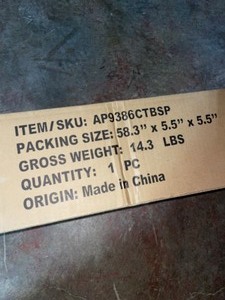 ITEM/SKU: AP9386CTBSP
PACKING SIZE: 58.3” x 5.5” x 5.5”
GROSS WEIGHT: 14.3 LBS
QUANTITY: 1 PC
ORIGIN: Made in China